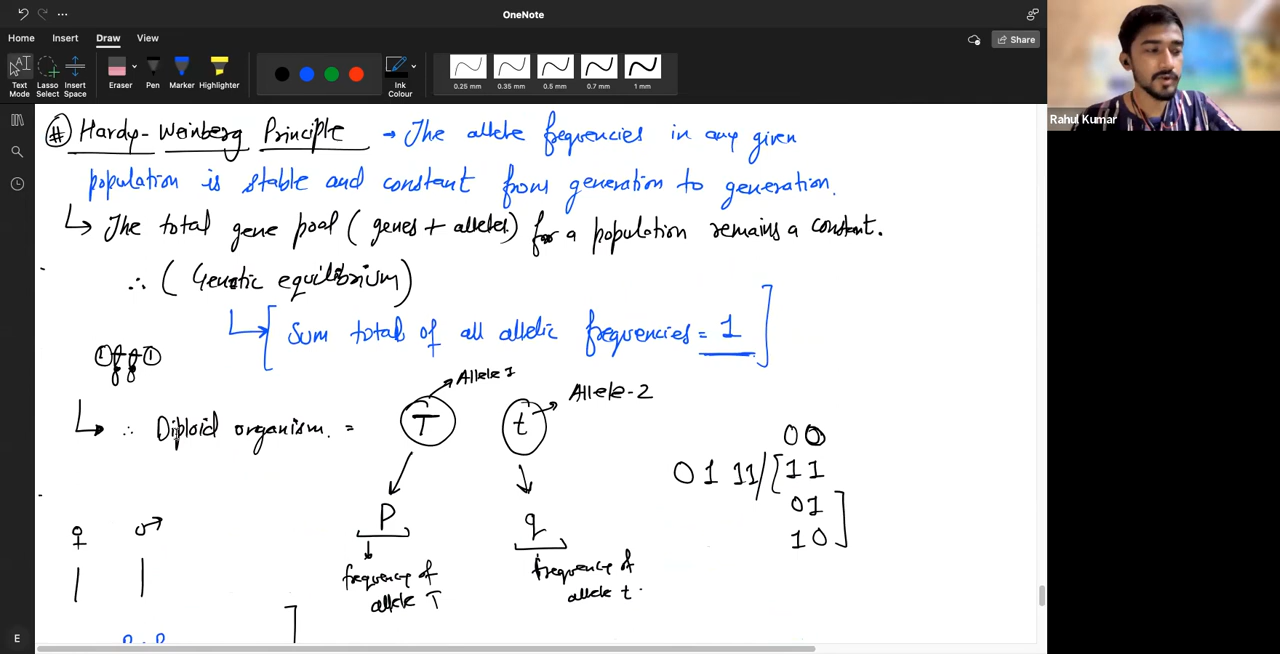 OneNote
Home Insert Draw View
Share
Text Mode
Lasso Select
Insert Space
Eraser
Pen
Marker
Highlighter
Ink Colour
0.25 mm
0.35 mm
0.5 mm
0.7 mm
1 mm
Rahul Kumar
# Hardy-Weinberg Principle → The allele frequencies in any given
population is stable and constant from generation to generation.
↳ The total gene pool (genes + alleles) for a population remains a constant.
∴ (Genetic equilibrium)
↳ [Sum total of all allelic frequencies = 1]
Allele 1
Allele-2
↳ ∴ Diploid organism =
T
t
0 0
0 1 11/[11
01
10]
P
q
♀ ♂
frequency of
allele T
frequency of
allele t.
E